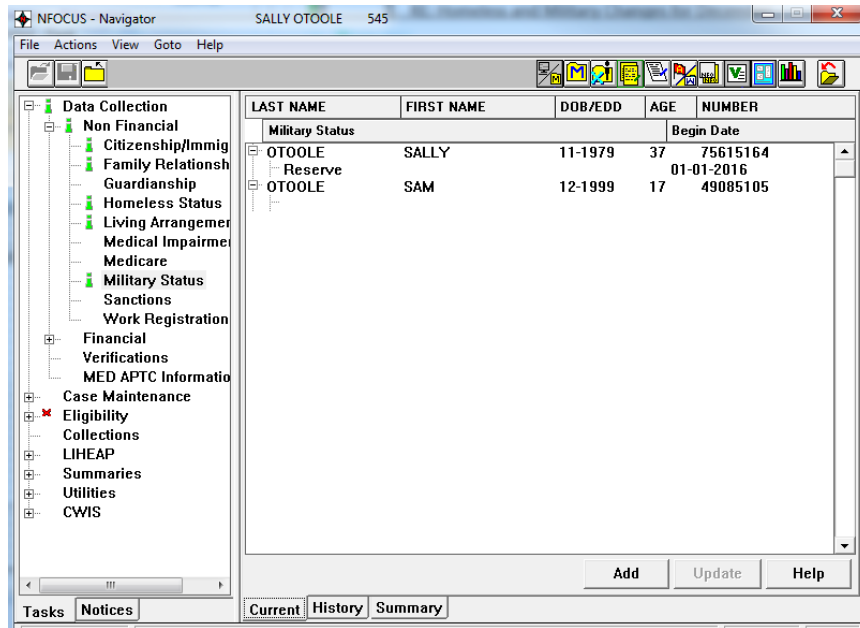 NFOCUS - Navigator SALLY OTOOLE 545
File Actions View Goto Help
Data Collection
Non Financial
Citizenship/Immig
Family Relationsh
Guardianship
Homeless Status
Living Arrangemen
Medical Impairme
Medicare
Military Status
Sanctions
Work Registration
Financial
Verifications
MED APTC Informatio
Case Maintenance
Eligibility
Collections
LIHEAP
Summaries
Utilities
CWIS
Tasks Notices
LAST NAME FIRST NAME DOB/EDD AGE NUMBER
Military Status Begin Date
OTOOLE SALLY 11-1979 37 75615164
Reserve 01-01-2016
OTOOLE SAM 12-1999 17 49085105
Add Update Help
Current History Summary